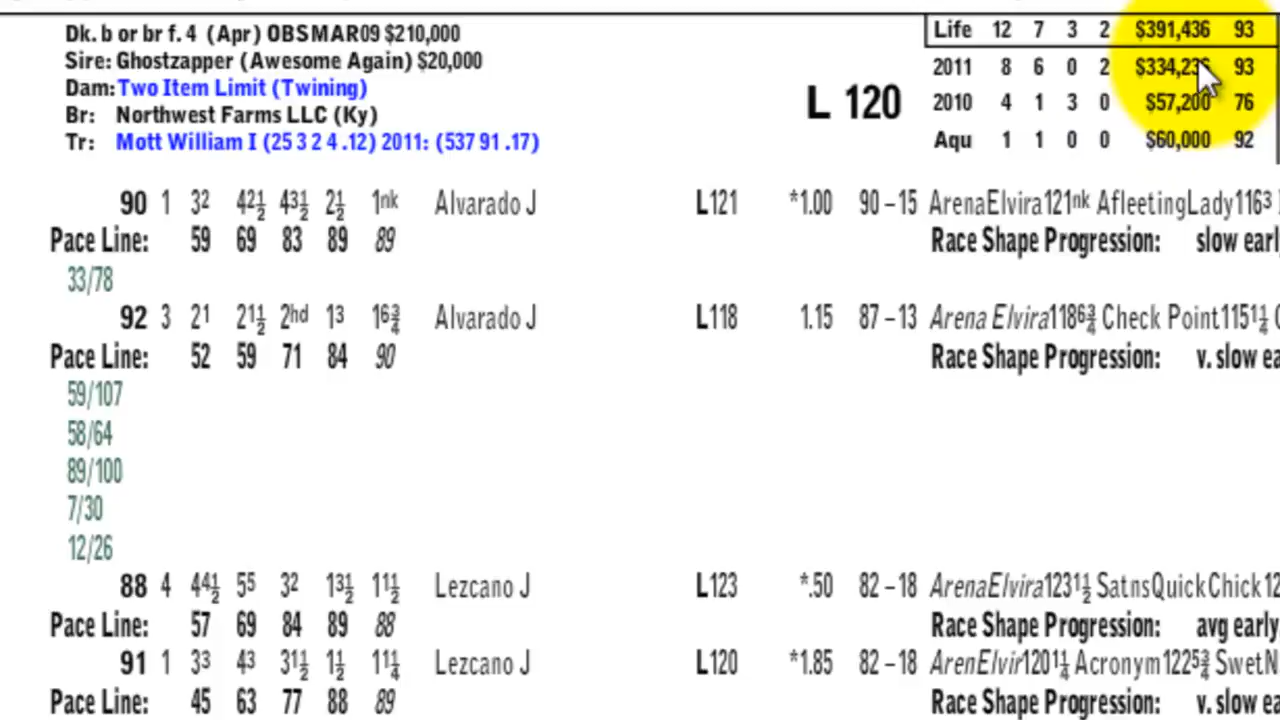 Dk. b or br f. 4 (Apr) OBSMAR09 $210,000
Sire: Ghostzapper (Awesome Again) $20,000
Dam: Two Item Limit (Twining)
Br: Northwest Farms LLC (Ky)
Tr: Mott William I (25 3 2 4 .12) 2011: (537 91 .17)
L 120
Life 12 7 3 2 $391,436 93
2011 8 6 0 2 $334,236 93
2010 4 1 3 0 $57,200 76
Aqu 1 1 0 0 $60,000 92
90 1 3² 4²½ 4³½ 2½ 1ⁿᵏ Alvarado J L121 *1.00 90-15 ArenaElvira121ⁿᵏ AfleetingLady116³
Pace Line: 59 69 83 89 89 Race Shape Progression: slow earl
33/78
92 3 2¹ 2¹½ 2ʰᵈ 1³ 1⁶¾ Alvarado J L118 1.15 87-13 Arena Elvira118⁶¾ Check Point115¹¼
Pace Line: 52 59 71 84 90 Race Shape Progression: v. slow ea
59/107
58/64
89/100
7/30
12/26
88 4 4⁴½ 5⁵ 3² 1³½ 1¹½ Lezcano J L123 *.50 82-18 ArenaElvira123¹½ SatnsQuickChick12
Pace Line: 57 69 84 89 88 Race Shape Progression: avg early
91 1 3³ 4³ 3¹½ 1½ 1¹¼ Lezcano J L120 *1.85 82-18 ArenElvir120¹¼ Acronym122⁵¾ SwetN
Pace Line: 45 63 77 88 89 Race Shape Progression: v. slow ea